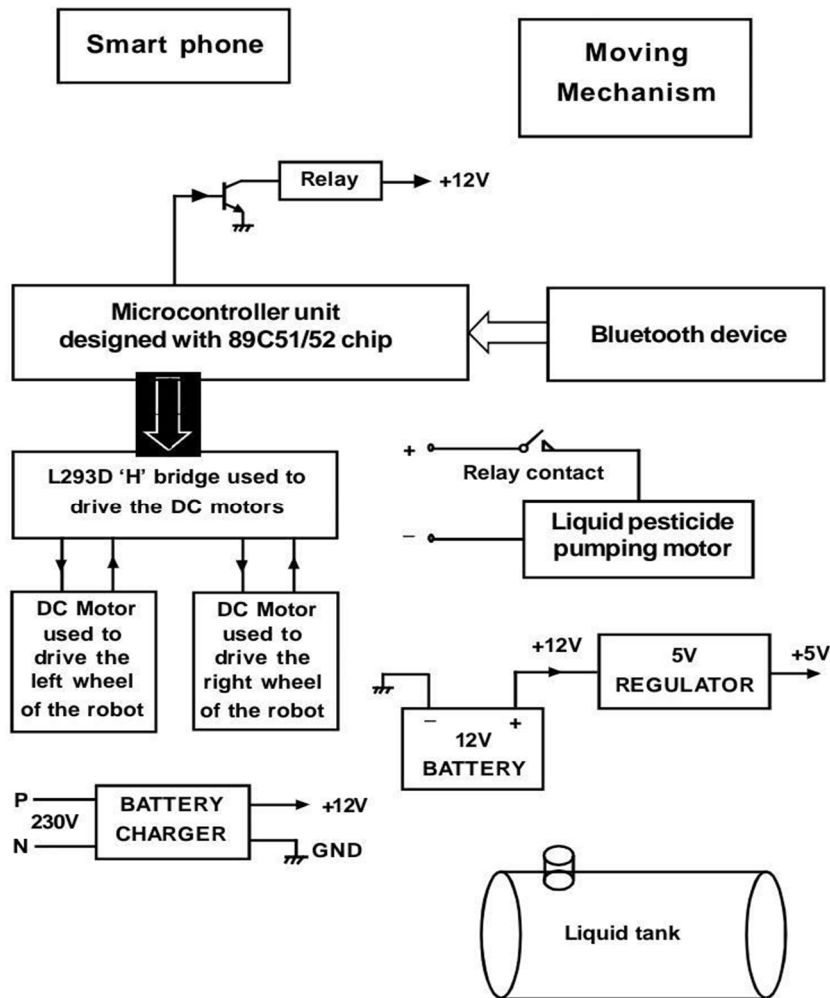 Smart phone
Moving
Mechanism
Relay
+12V
Microcontroller unit
designed with 89C51/52 chip
Bluetooth device
L293D ‘H’ bridge used to
drive the DC motors
+
Relay contact
−
Liquid pesticide
pumping motor
DC Motor
used to
drive the
left wheel
of the robot
DC Motor
used to
drive the
right wheel
of the robot
+12V
5V
REGULATOR
+5V
− +
12V
BATTERY
P
230V
N
BATTERY
CHARGER
+12V
GND
Liquid tank